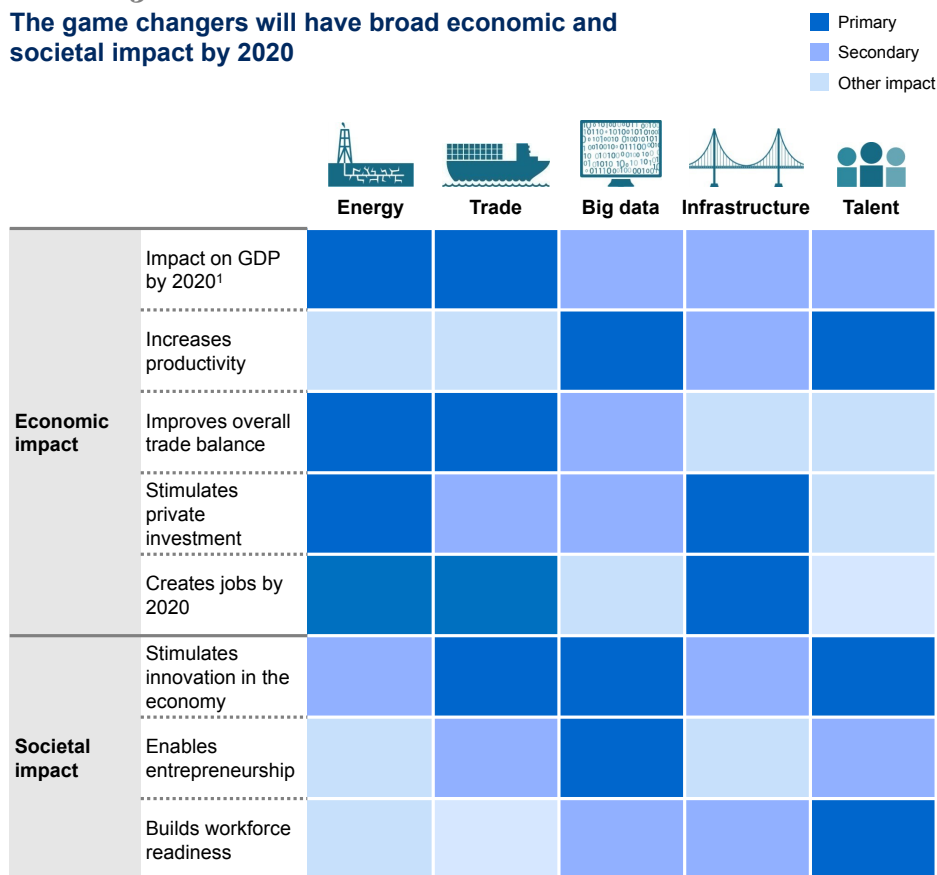 The game changers will have broad economic and
societal impact by 2020
Primary
Secondary
Other impact
Energy
Trade
Big data
Infrastructure
Talent
Economic
impact
Impact on GDP
by 2020¹
Increases
productivity
Improves overall
trade balance
Stimulates
private
investment
Creates jobs by
2020
Societal
impact
Stimulates
innovation in the
economy
Enables
entrepreneurship
Builds workforce
readiness